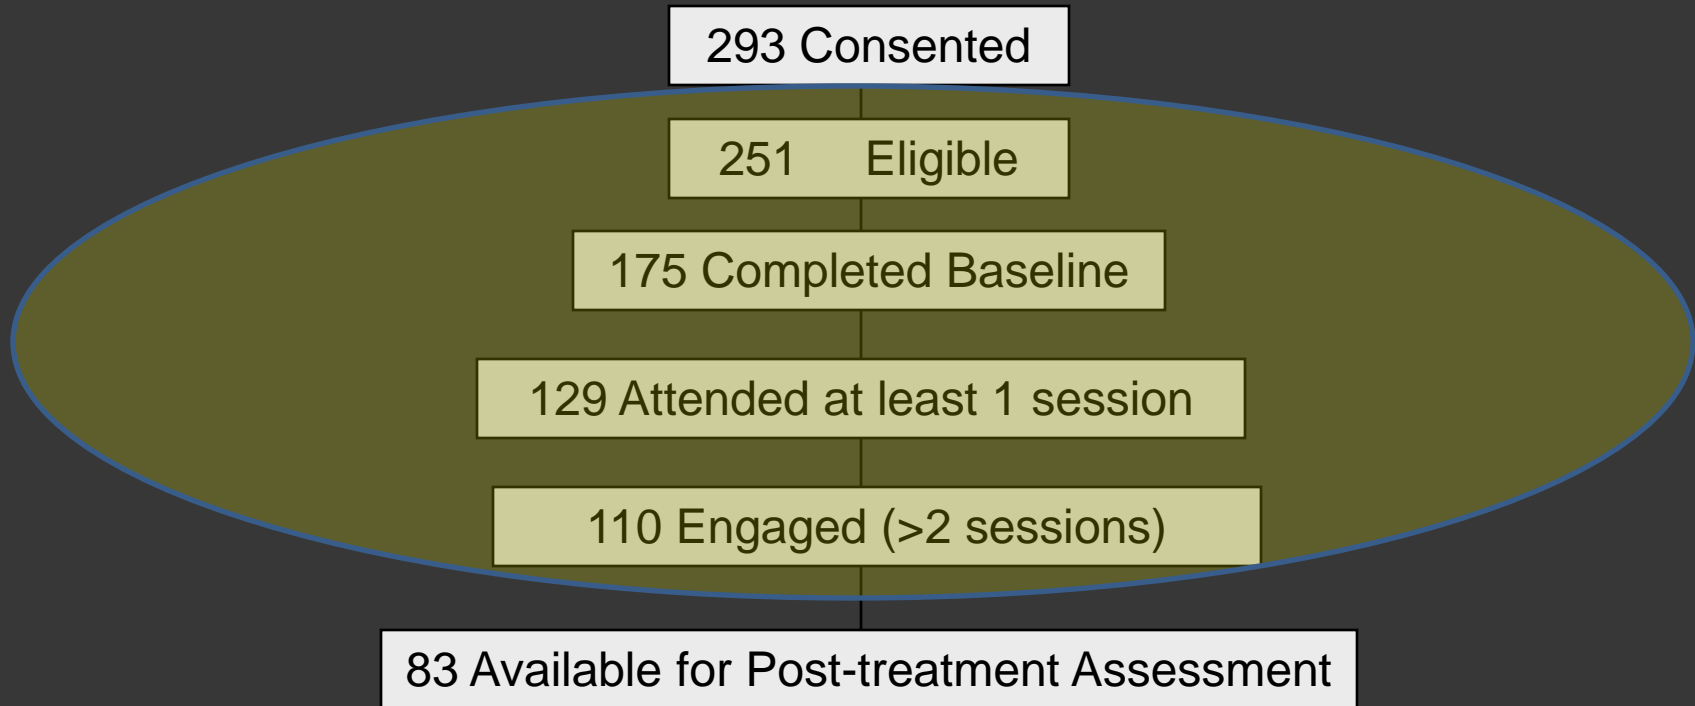 293 Consented
251 Eligible
175 Completed Baseline
129 Attended at least 1 session
110 Engaged (>2 sessions)
83 Available for Post-treatment Assessment